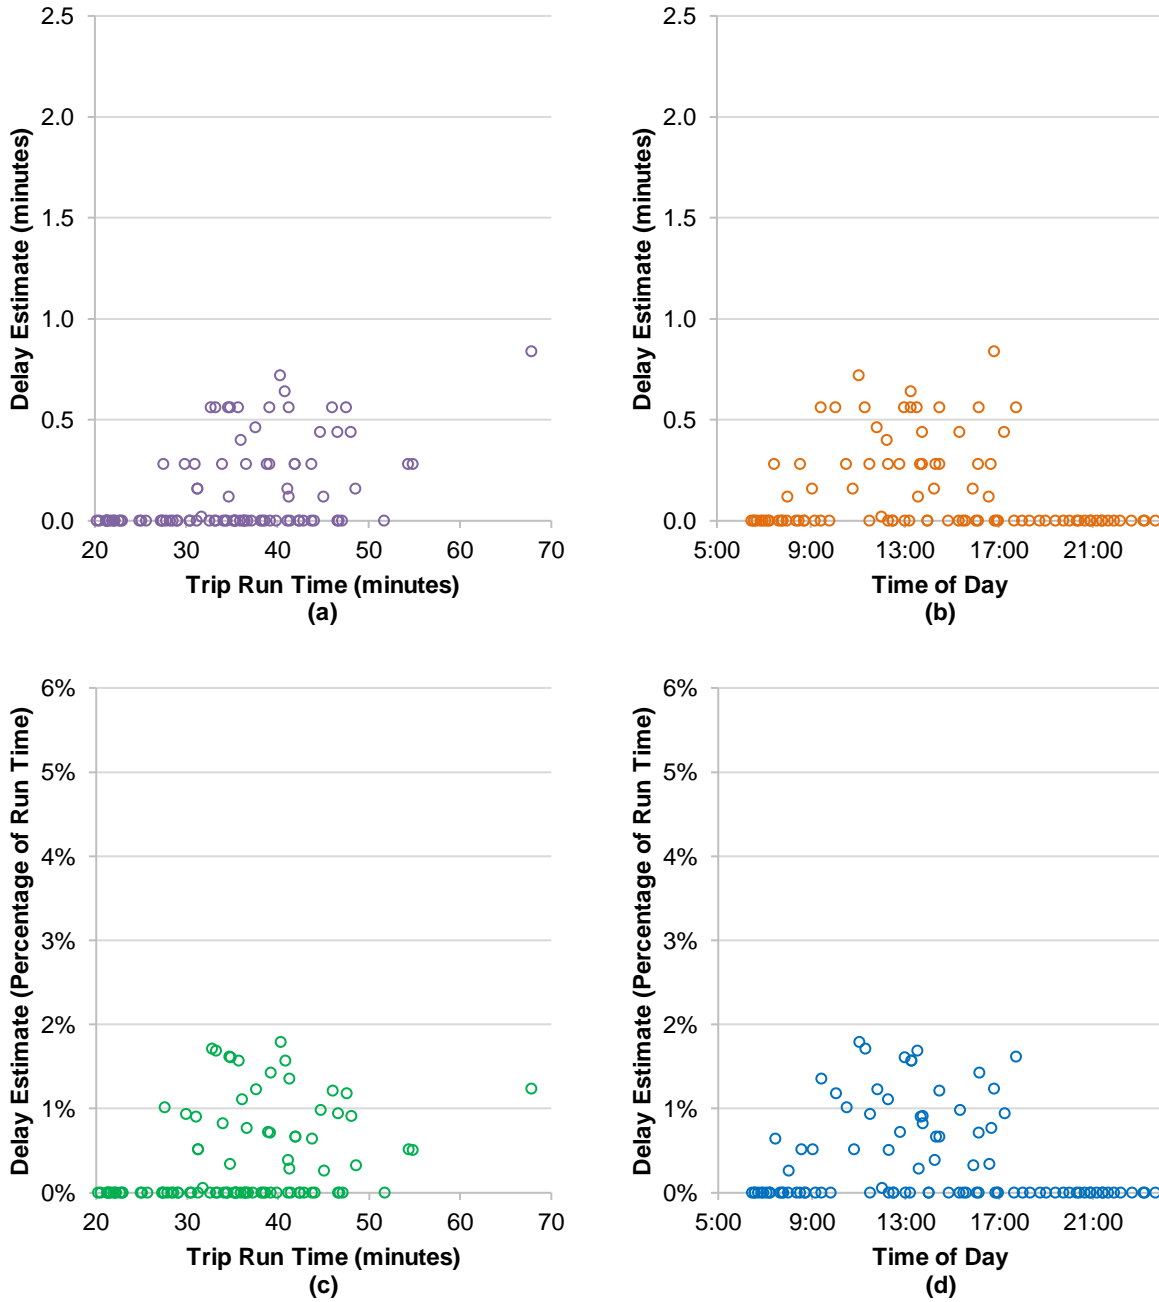 2.5
2.0
1.5
1.0
0.5
0.0
Delay Estimate (minutes)
20 30 40 50 60 70
Trip Run Time (minutes)
(a)
2.5
2.0
1.5
1.0
0.5
0.0
Delay Estimate (minutes)
5:00 9:00 13:00 17:00 21:00
Time of Day
(b)
6%
5%
4%
3%
2%
1%
0%
Delay Estimate (Percentage of Run Time)
20 30 40 50 60 70
Trip Run Time (minutes)
(c)
6%
5%
4%
3%
2%
1%
0%
Delay Estimate (Percentage of Run Time)
5:00 9:00 13:00 17:00 21:00
Time of Day
(d)